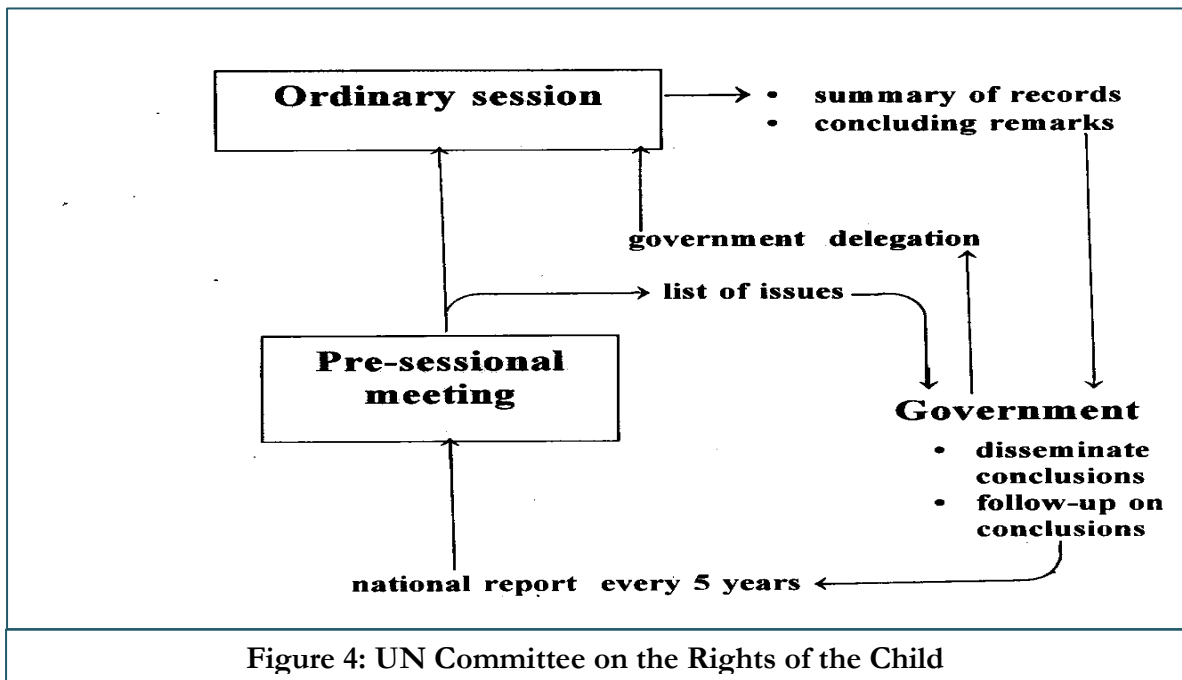 Ordinary session
• summary of records
• concluding remarks
government delegation
list of issues
Pre-sessional
meeting
Government
• disseminate
conclusions
• follow-up on
conclusions
national report every 5 years
Figure 4: UN Committee on the Rights of the Child